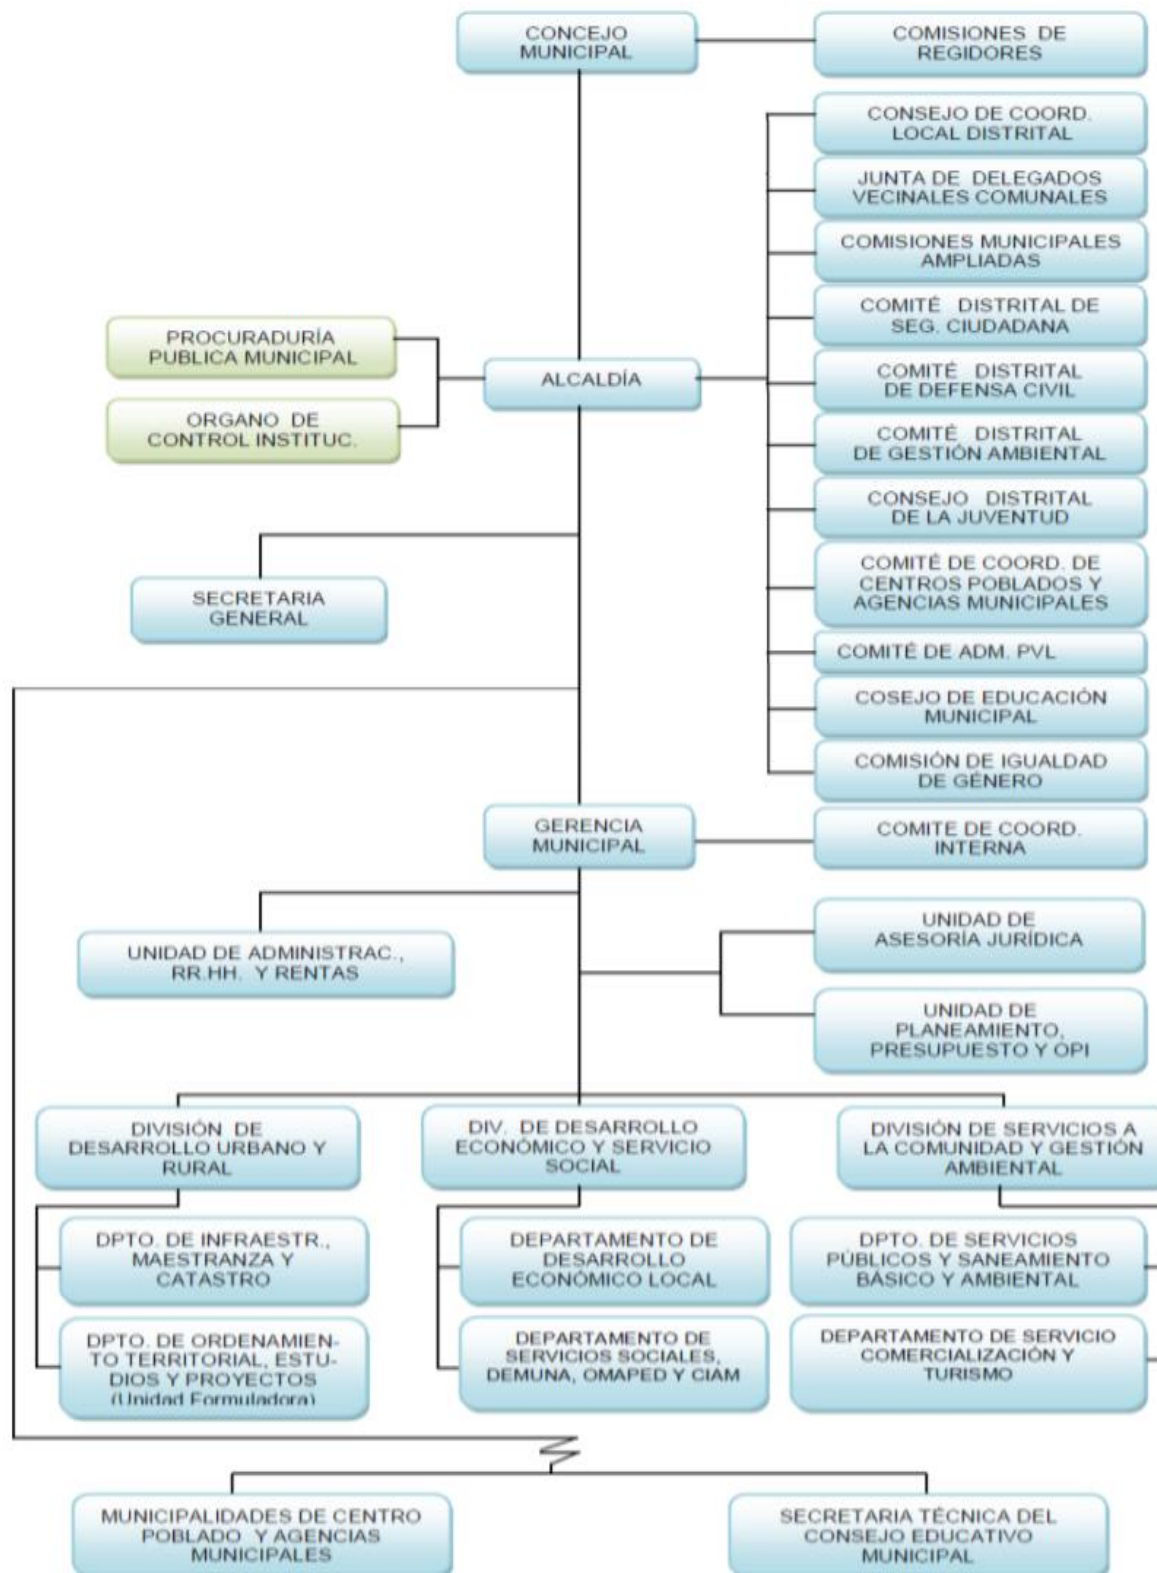 CONCEJO
MUNICIPAL
COMISIONES DE
REGIDORES
CONSEJO DE COORD.
LOCAL DISTRITAL
JUNTA DE DELEGADOS
VECINALES COMUNALES
COMISIONES MUNICIPALES
AMPLIADAS
COMITÉ DISTRITAL DE
SEG. CIUDADANA
PROCURADURÍA
PUBLICA MUNICIPAL
ALCALDÍA
COMITÉ DISTRITAL
DE DEFENSA CIVIL
ORGANO DE
CONTROL INSTITUC.
COMITÉ DISTRITAL
DE GESTIÓN AMBIENTAL
CONSEJO DISTRITAL
DE LA JUVENTUD
COMITÉ DE COORD. DE
CENTROS POBLADOS Y
AGENCIAS MUNICIPALES
SECRETARIA
GENERAL
COMITÉ DE ADM. PVL
COSEJO DE EDUCACIÓN
MUNICIPAL
COMISIÓN DE IGUALDAD
DE GÉNERO
GERENCIA
MUNICIPAL
COMITE DE COORD.
INTERNA
UNIDAD DE ADMINISTRAC.,
RR.HH. Y RENTAS
UNIDAD DE
ASESORÍA JURÍDICA
UNIDAD DE
PLANEAMIENTO,
PRESUPUESTO Y OPI
DIVISIÓN DE
DESARROLLO URBANO Y
RURAL
DIV. DE DESARROLLO
ECONÓMICO Y SERVICIO
SOCIAL
DIVISIÓN DE SERVICIOS A
LA COMUNIDAD Y GESTIÓN
AMBIENTAL
DPTO. DE INFRAESTR.,
MAESTRANZA Y
CATASTRO
DEPARTAMENTO DE
DESARROLLO
ECONÓMICO LOCAL
DPTO. DE SERVICIOS
PÚBLICOS Y SANEAMIENTO
BÁSICO Y AMBIENTAL
DPTO. DE ORDENAMIEN-
TO TERRITORIAL, ESTU-
DIOS Y PROYECTOS
(Unidad Formuladora)
DEPARTAMENTO DE
SERVICIOS SOCIALES,
DEMUNA, OMAPED Y CIAM
DEPARTAMENTO DE SERVICIO
COMERCIALIZACIÓN Y
TURISMO
MUNICIPALIDADES DE CENTRO
POBLADO Y AGENCIAS
MUNICIPALES
SECRETARIA TÉCNICA DEL
CONSEJO EDUCATIVO
MUNICIPAL